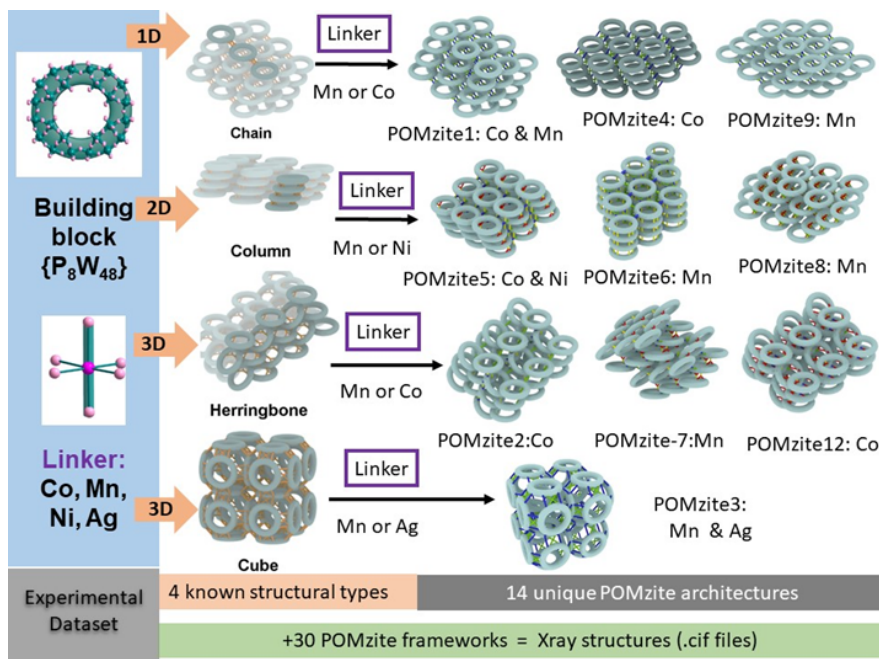 1D
Linker
Mn or Co
Chain
POMzite1: Co & Mn
POMzite4: Co
POMzite9: Mn
Building
block
{P₈W₄₈}
2D
Linker
Mn or Ni
Column
POMzite5: Co & Ni
POMzite6: Mn
POMzite8: Mn
3D
Linker
Mn or Co
Herringbone
POMzite2:Co
POMzite-7:Mn
POMzite12: Co
Linker:
Co, Mn,
Ni, Ag
3D
Linker
Mn or Ag
Cube
POMzite3:
Mn & Ag
Experimental
Dataset
4 known structural types
14 unique POMzite architectures
+30 POMzite frameworks = Xray structures (.cif files)